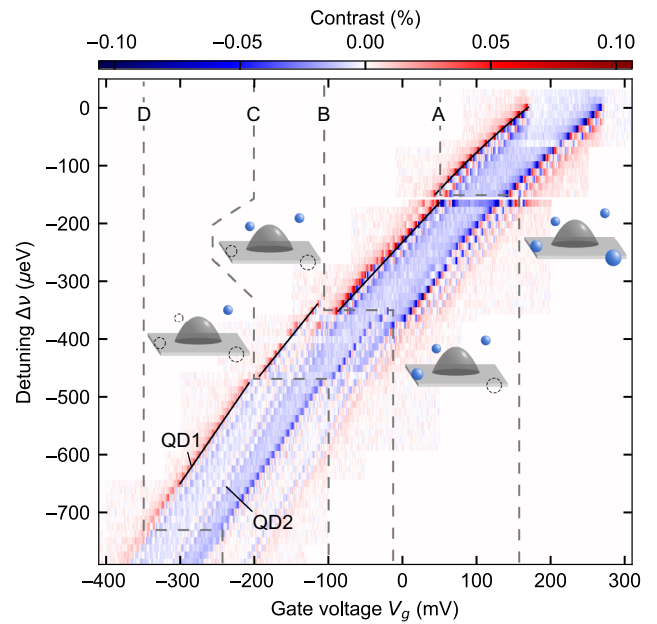 Contrast (%)
−0.10 −0.05 0.00 0.05 0.10
D C B A
0
−100
−200
−300
−400
−500
−600
−700
Detuning Δν (μeV)
QD1
QD2
−400 −300 −200 −100 0 100 200 300
Gate voltage Vg (mV)